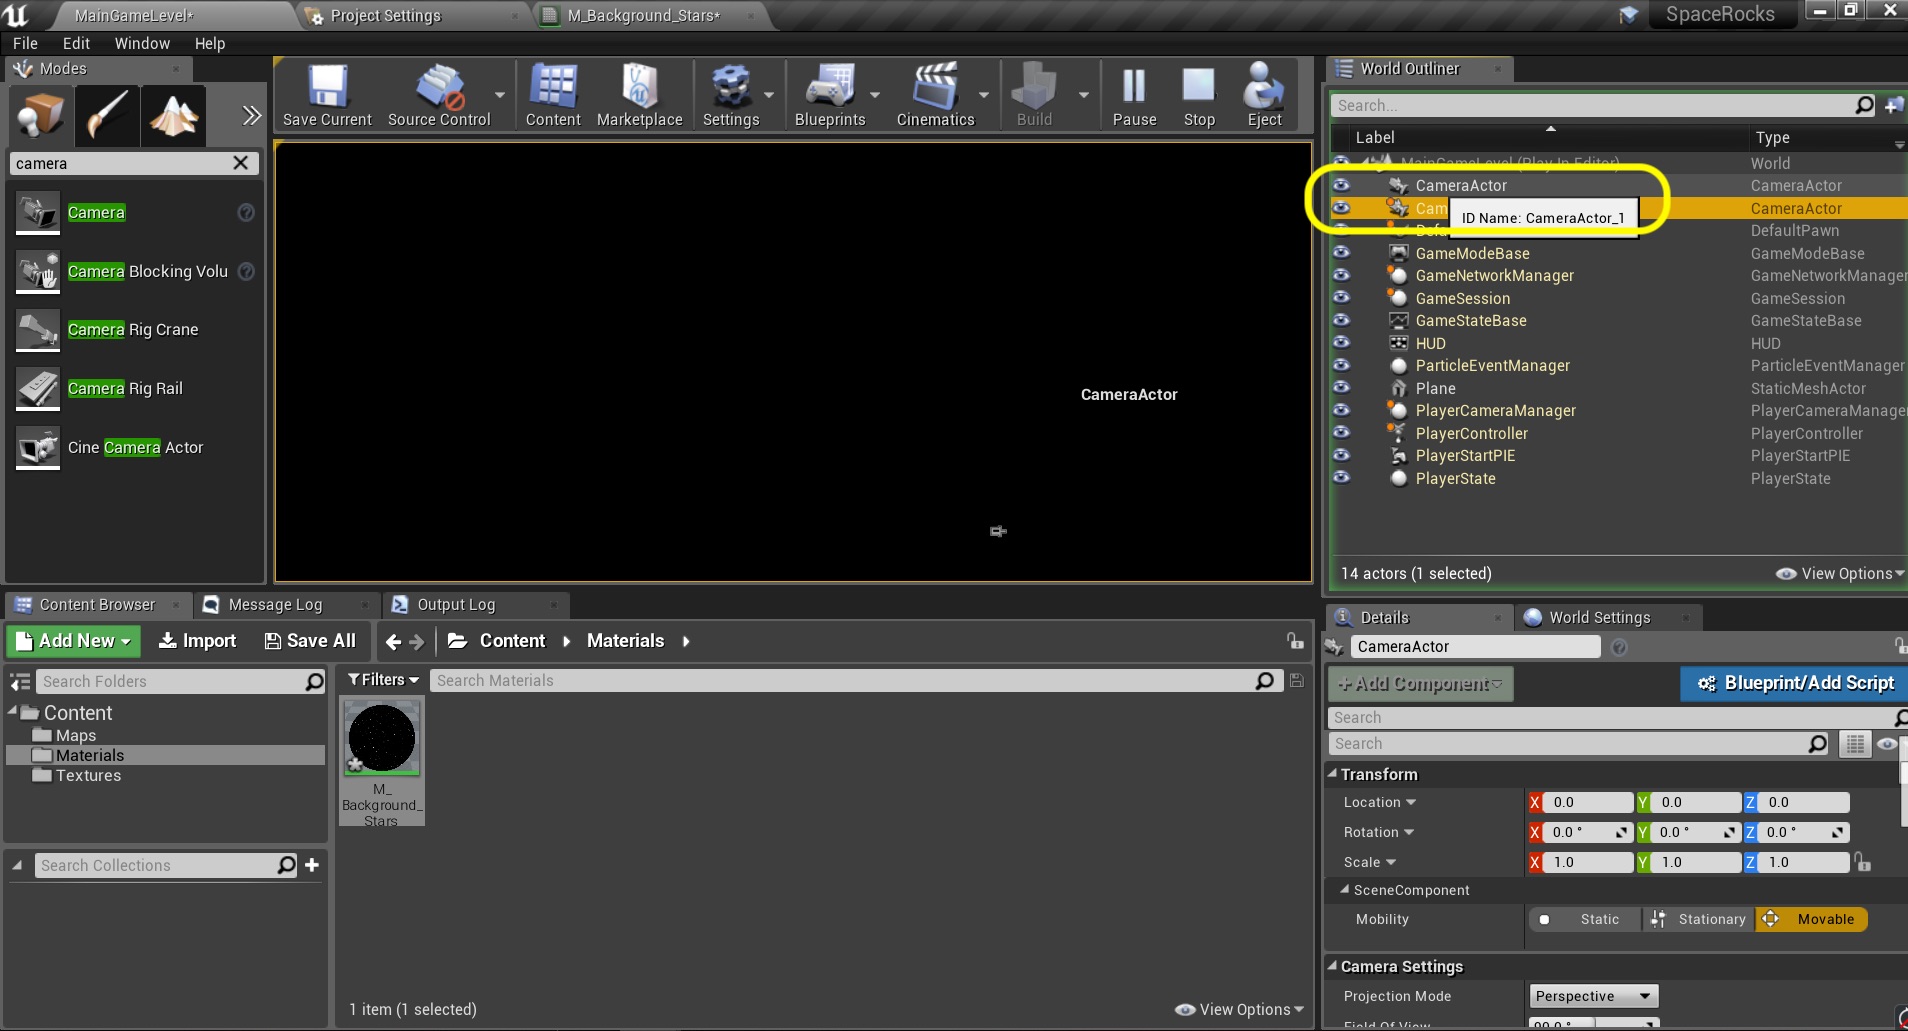 MainGameLevel*
Project Settings
M_Background_Stars*
SpaceRocks
File Edit Window Help
Modes
camera
Camera
Camera Blocking Volu
Camera Rig Crane
Camera Rig Rail
Cine Camera Actor
Save Current
Source Control
Content
Marketplace
Settings
Blueprints
Cinematics
Build
Pause
Stop
Eject
CameraActor
World Outliner
Search...
Label Type
MainGameLevel (Play In Editor) World
CameraActor CameraActor
Cam CameraActor
ID Name: CameraActor_1
Defa DefaultPawn
GameModeBase GameModeBase
GameNetworkManager GameNetworkManager
GameSession GameSession
GameStateBase GameStateBase
HUD HUD
ParticleEventManager ParticleEventManager
Plane StaticMeshActor
PlayerCameraManager PlayerCameraManage
PlayerController PlayerController
PlayerStartPIE PlayerStartPIE
PlayerState PlayerState
14 actors (1 selected)
View Options
Content Browser
Message Log
Output Log
Add New
Import
Save All
Content
Materials
Search Folders
Content
Maps
Materials
Textures
Search Collections
Filters
Search Materials
M_
Background_
Stars
1 item (1 selected)
View Options
Details
World Settings
CameraActor
+ Add Component
Blueprint/Add Script
Search
Search
Transform
Location X 0.0 Y 0.0 Z 0.0
Rotation X 0.0 ° Y 0.0 ° Z 0.0 °
Scale X 1.0 Y 1.0 Z 1.0
SceneComponent
Mobility Static Stationary Movable
Camera Settings
Projection Mode Perspective
Field Of View 90.0 °